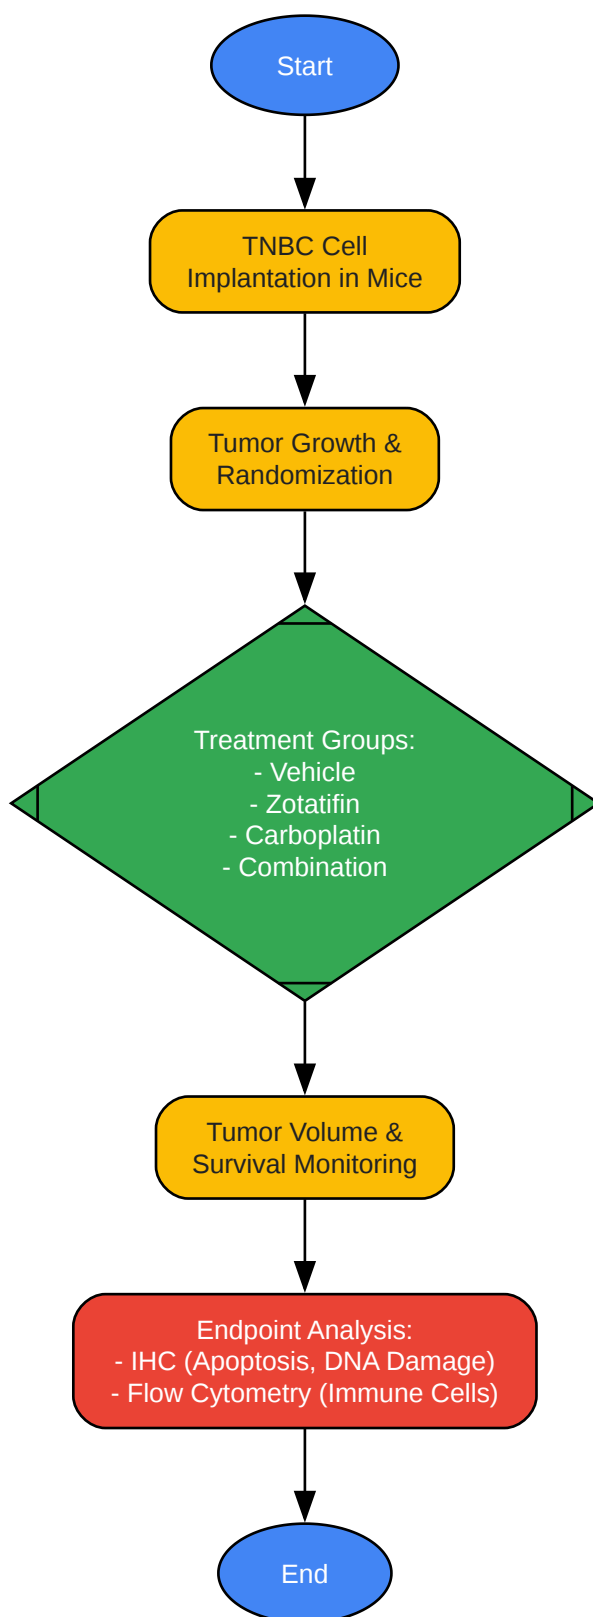 Start
TNBC Cell
Implantation in Mice
Tumor Growth &
Randomization
Treatment Groups:
- Vehicle
- Zotatifin
- Carboplatin
- Combination
Tumor Volume &
Survival Monitoring
Endpoint Analysis:
- IHC (Apoptosis, DNA Damage)
- Flow Cytometry (Immune Cells)
End